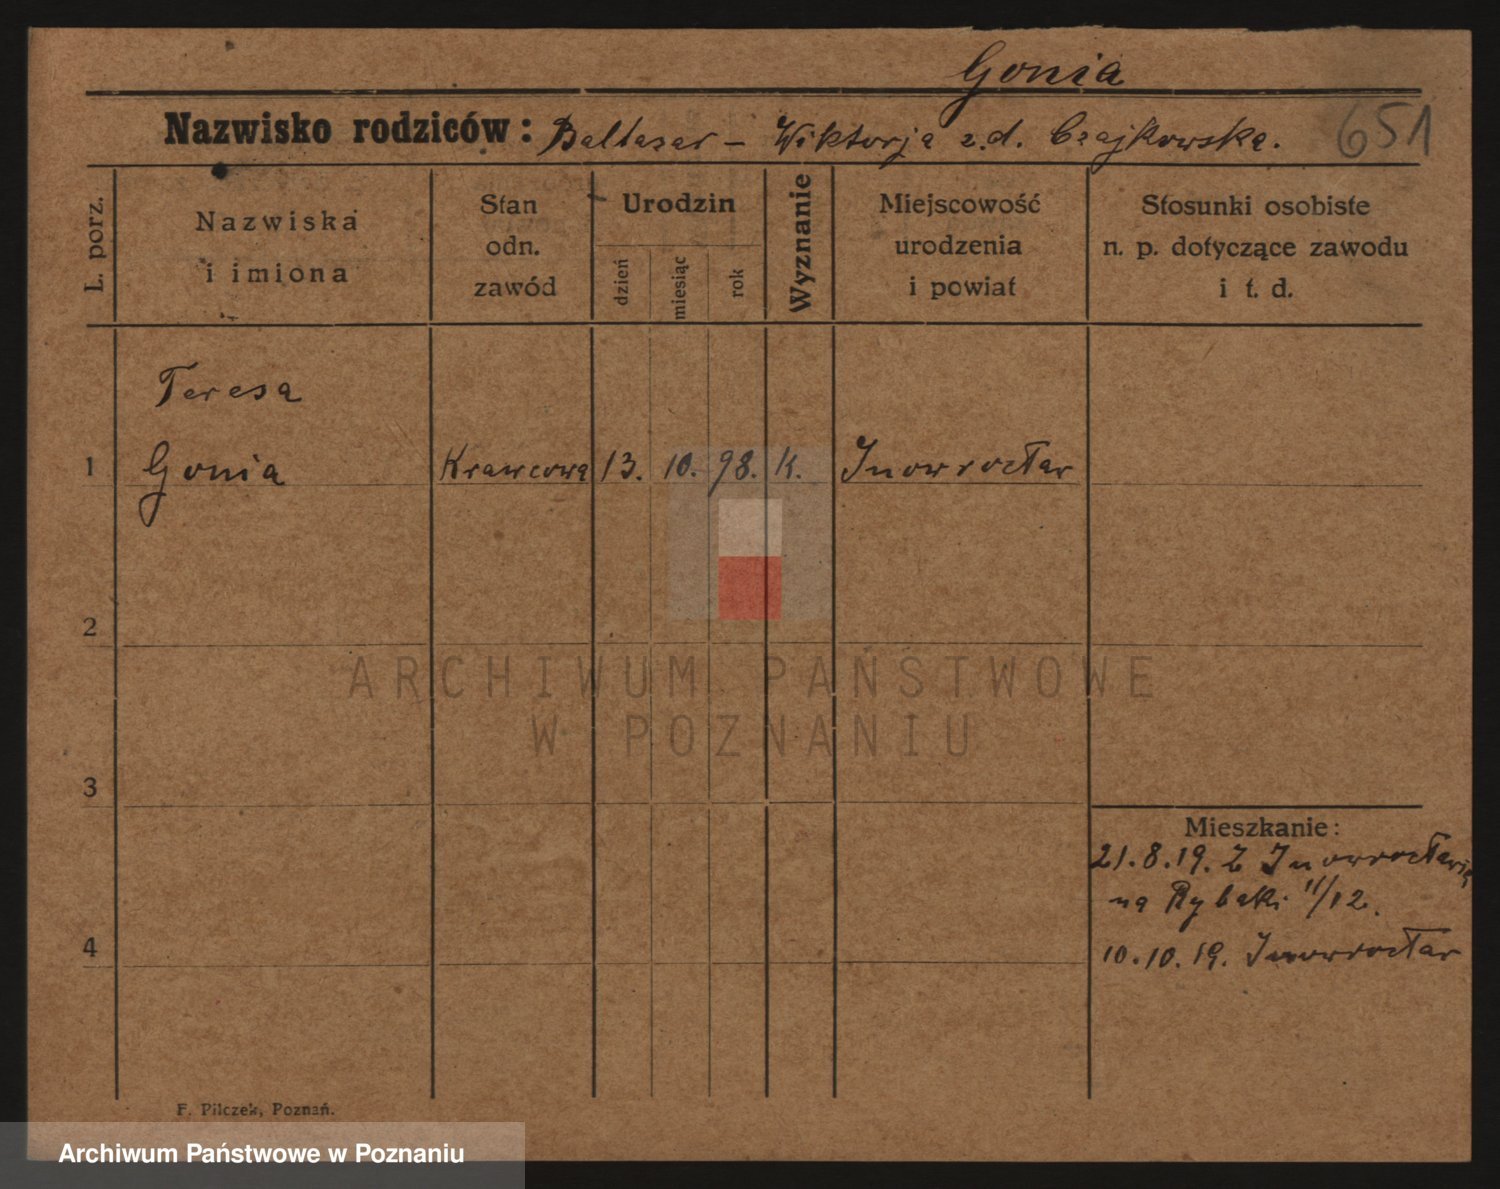 Gonia
Nazwisko rodziców: Baltasar – Wiktorja z.d. Czajkowska.
651
L. porz.
Nazwiska i imiona
Stan odn. zawód
Urodzin
dzień
miesiąc
rok
Wyznanie
Miejscowość urodzenia i powiat
Stosunki osobiste n. p. dotyczące zawodu i t. d.
Teresa
1 Gonia Krawcowa 13. 10. 98. K. Inowrocław
2
ARCHIWUM PAŃSTWOWE
W POZNANIU
3
Mieszkanie:
21.8.19. Z Inowrocławia
na Rybaki 11/12.
4
10.10.19. Inowrocław
F. Pilczek, Poznań.
Archiwum Państwowe w Poznaniu